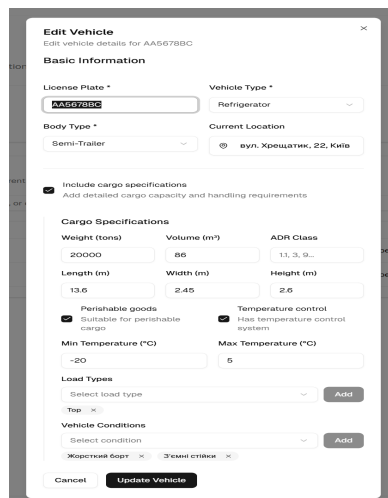 Edit Vehicle
Edit vehicle details for AA5678BC
Basic Information
License Plate * Vehicle Type *
AA5678BC Refrigerator
Body Type * Current Location
Semi-Trailer вул. Хрещатик, 22, Київ
Include cargo specifications
Add detailed cargo capacity and handling requirements
Cargo Specifications
Weight (tons) Volume (m³) ADR Class
20000 86 1.1, 3, 9...
Length (m) Width (m) Height (m)
13.6 2.45 2.6
Perishable goods Temperature control
Suitable for perishable Has temperature control
cargo system
Min Temperature (°C) Max Temperature (°C)
-20 5
Load Types
Select load type Add
Top ×
Vehicle Conditions
Select condition Add
Жорсткий борт × З'ємні стійки ×
Cancel Update Vehicle